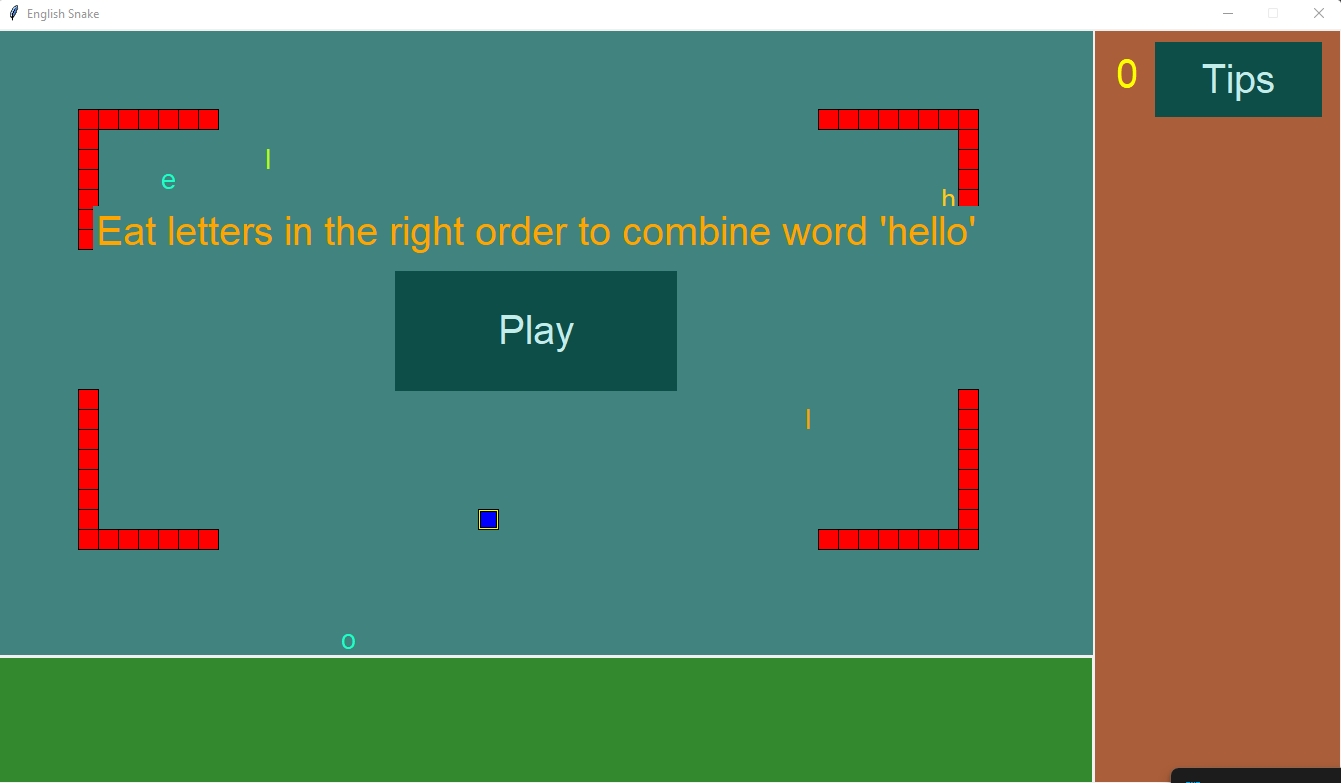 English Snake
0
Tips
l
e
h
Eat letters in the right order to combine word 'hello'
Play
l
o